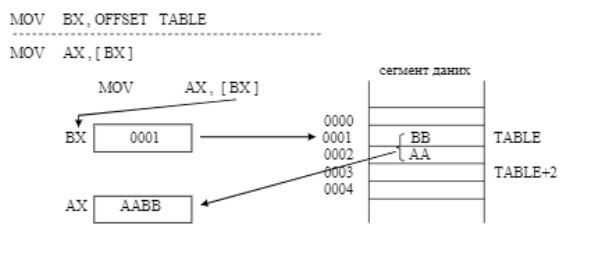 MOV BX, OFFSET TABLE
MOV AX, [ BX ]
сегмент даних
MOV AX, [ BX ]
0000
BX 0001 0001 BB TABLE
0002 AA
0003 TABLE+2
0004
AX AABB